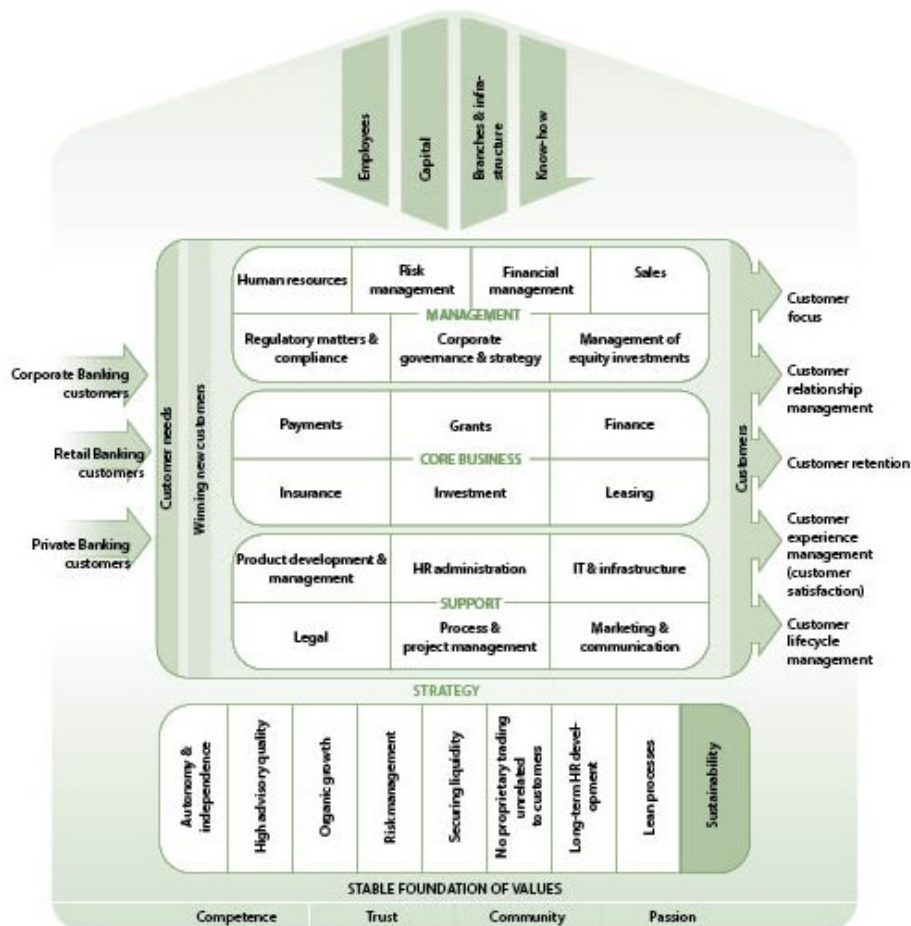 Employees
Capital
Branches & infra-
structure
Know-how
Human resources
Risk
management
Financial
management
Sales
MANAGEMENT
Regulatory matters &
compliance
Corporate
governance & strategy
Management of
equity investments
Corporate Banking
customers
Retail Banking
customers
Private Banking
customers
Customer needs
Winning new customers
Payments
Grants
Finance
CORE BUSINESS
Insurance
Investment
Leasing
Product development &
management
HR administration
IT & infrastructure
SUPPORT
Legal
Process &
project management
Marketing &
communication
Customers
Customer
focus
Customer
relationship
management
Customer retention
Customer
experience
management
(customer
satisfaction)
Customer
lifecycle
management
STRATEGY
Autonomy &
independence
High advisory quality
Organic growth
Risk management
Securing liquidity
No proprietary trading
unrelated
to customers
Long-term HR devel-
opment
Lean processes
Sustainability
STABLE FOUNDATION OF VALUES
Competence
Trust
Community
Passion